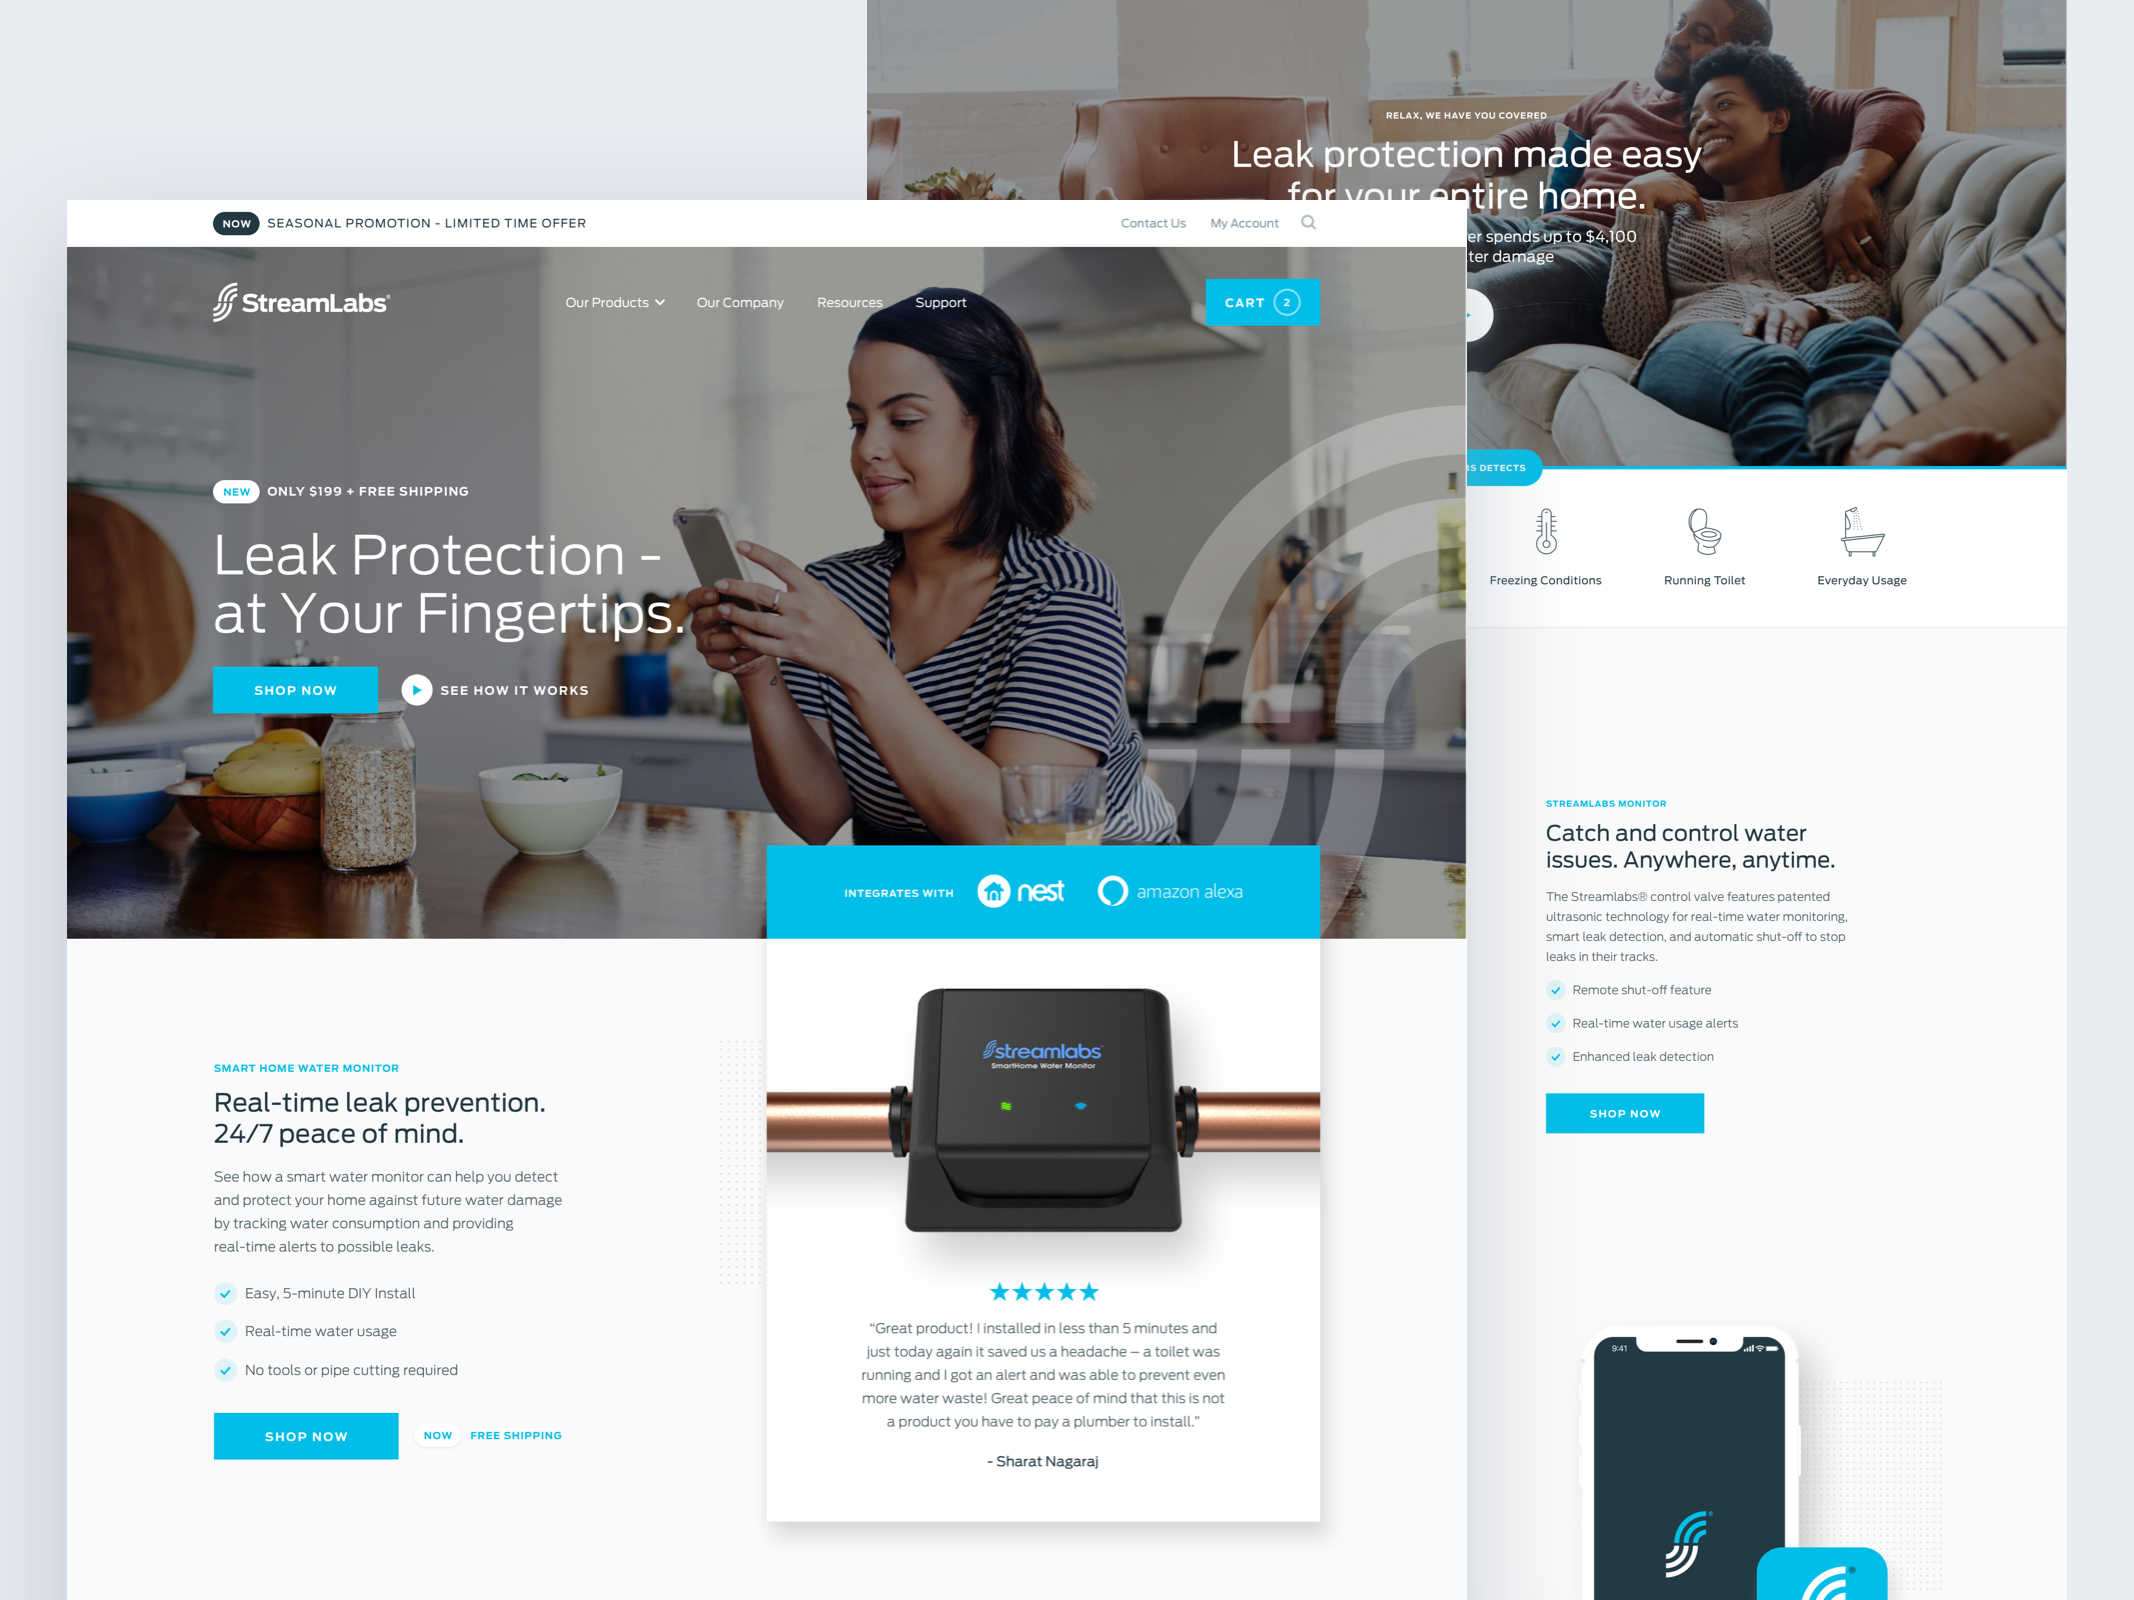 RELAX, WE HAVE YOU COVERED
Leak protection made easy
for your entire home.
spends up to $4,100
damage
DETECTS
Freezing Conditions
Running Toilet
Everyday Usage
STREAMLABS MONITOR
Catch and control water
issues. Anywhere, anytime.
The Streamlabs® control valve features patented
ultrasonic technology for real-time water monitoring,
smart leak detection, and automatic shut-off to stop
leaks in their tracks.
Remote shut-off feature
Real-time water usage alerts
Enhanced leak detection
SHOP NOW
9:41
NOW SEASONAL PROMOTION - LIMITED TIME OFFER
Contact Us My Account
StreamLabs®
Our Products Our Company Resources Support
CART 2
NEW ONLY $199 + FREE SHIPPING
Leak Protection -
at Your Fingertips.
SHOP NOW SEE HOW IT WORKS
INTEGRATES WITH nest amazon alexa
streamlabs™
SmartHome Water Monitor
SMART HOME WATER MONITOR
Real-time leak prevention.
24/7 peace of mind.
See how a smart water monitor can help you detect
and protect your home against future water damage
by tracking water consumption and providing
real-time alerts to possible leaks.
Easy, 5-minute DIY Install
Real-time water usage
No tools or pipe cutting required
SHOP NOW NOW FREE SHIPPING
“Great product! I installed in less than 5 minutes and
just today again it saved us a headache – a toilet was
running and I got an alert and was able to prevent even
more water waste! Great peace of mind that this is not
a product you have to pay a plumber to install.”
- Sharat Nagaraj